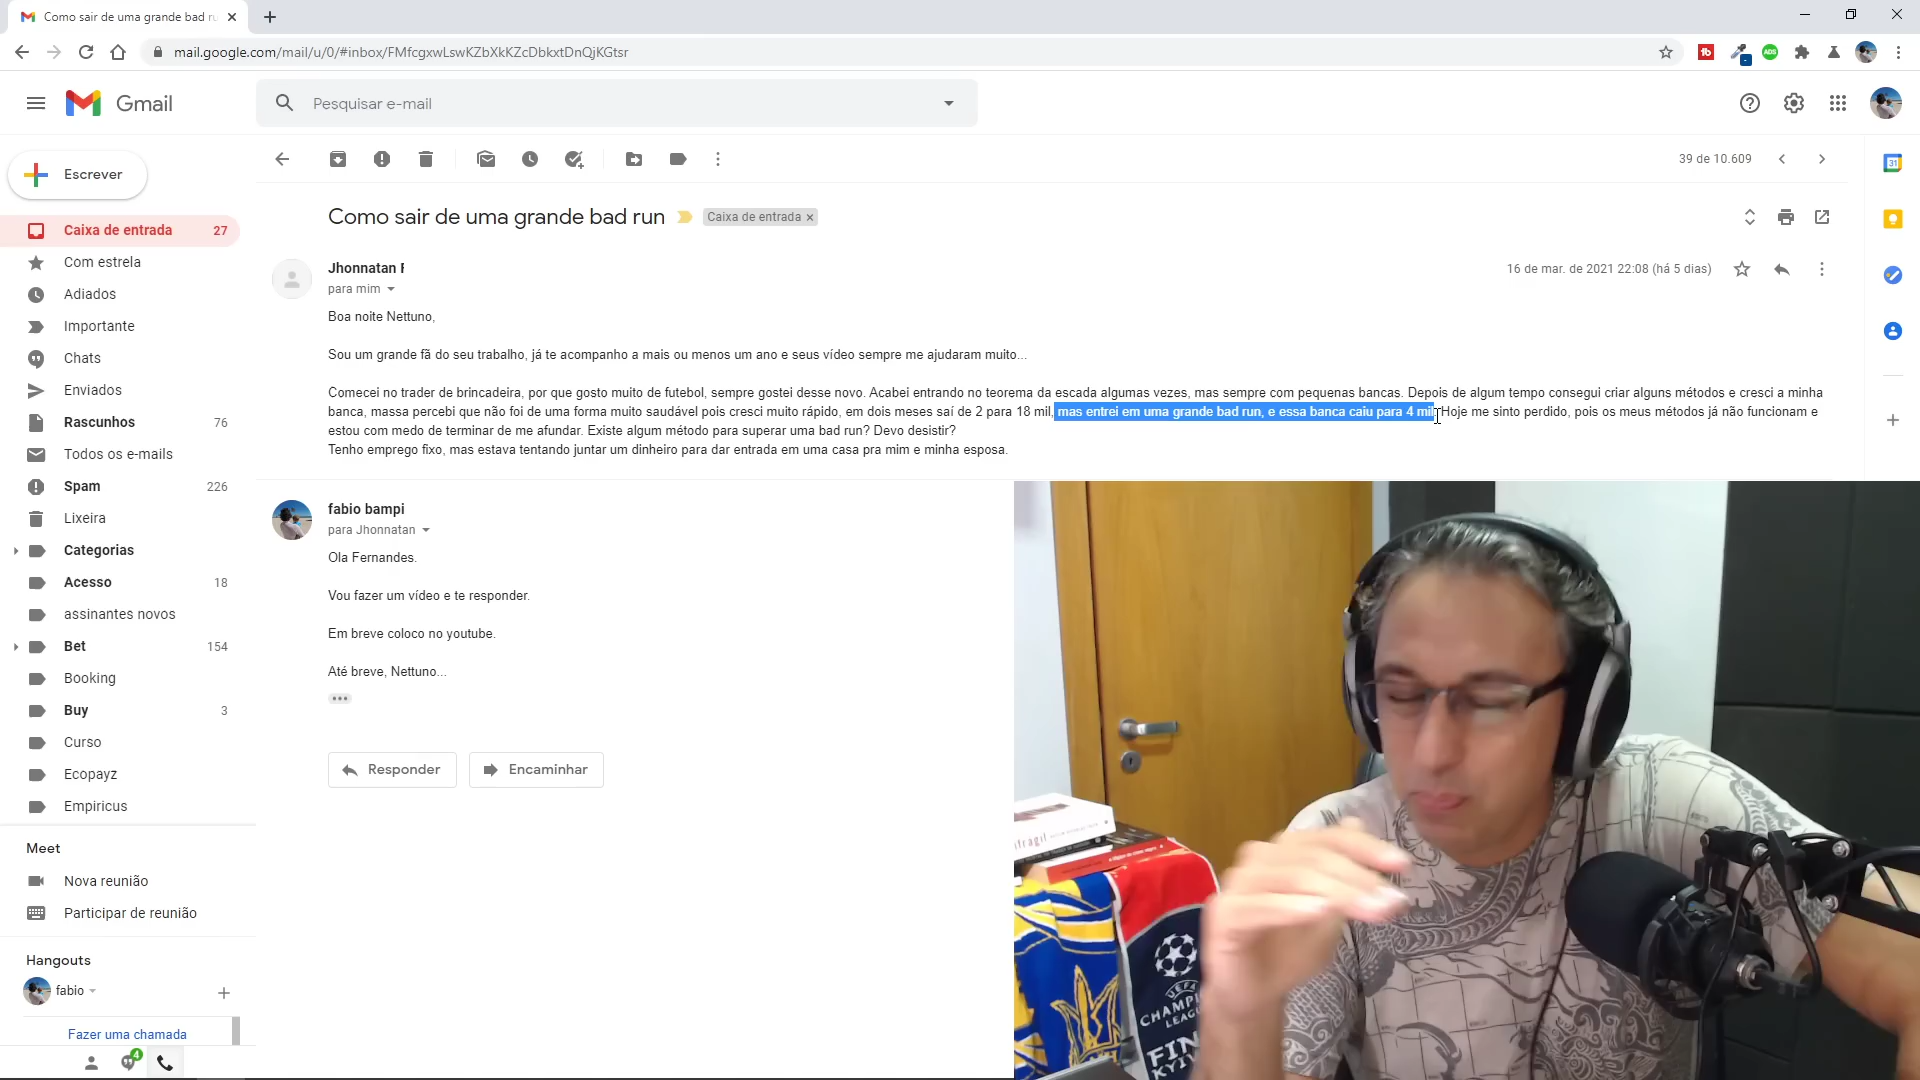 Como sair de uma grande bad ru
mail.google.com/mail/u/0/#inbox/FMfcgxwLswKZbXkKZcDbkxtDnQjKGtsr
Gmail
Pesquisar e-mail
Escrever
39 de 10.609
Caixa de entrada 27
Com estrela
Adiados
Importante
Chats
Enviados
Rascunhos 76
Todos os e-mails
Spam 226
Lixeira
Categorias
Acesso 18
assinantes novos
Bet 154
Booking
Buy 3
Curso
Ecopayz
Empiricus
Meet
Nova reunião
Participar de reunião
Hangouts
fabio
Fazer uma chamada
4
Como sair de uma grande bad run
Caixa de entrada x
Jhonnatan F
16 de mar. de 2021 22:08 (há 5 dias)
para mim
Boa noite Nettuno,
Sou um grande fã do seu trabalho, já te acompanho a mais ou menos um ano e seus vídeo sempre me ajudaram muito...
Comecei no trader de brincadeira, por que gosto muito de futebol, sempre gostei desse novo. Acabei entrando no teorema da escada algumas vezes, mas sempre com pequenas bancas. Depois de algum tempo consegui criar alguns métodos e cresci a minha
banca, massa percebi que não foi de uma forma muito saudável pois cresci muito rápido, em dois meses saí de 2 para 18 mil, mas entrei em uma grande bad run, e essa banca caiu para 4 mil. Hoje me sinto perdido, pois os meus métodos já não funcionam e
estou com medo de terminar de me afundar. Existe algum método para superar uma bad run? Devo desistir?
Tenho emprego fixo, mas estava tentando juntar um dinheiro para dar entrada em uma casa pra mim e minha esposa.
fabio bampi
para Jhonnatan
Ola Fernandes.
Vou fazer um vídeo e te responder.
Em breve coloco no youtube.
Até breve, Nettuno...
Responder
Encaminhar
31
ADS
UEFA
CHAMPI
LEAGU
FIN
KYIV